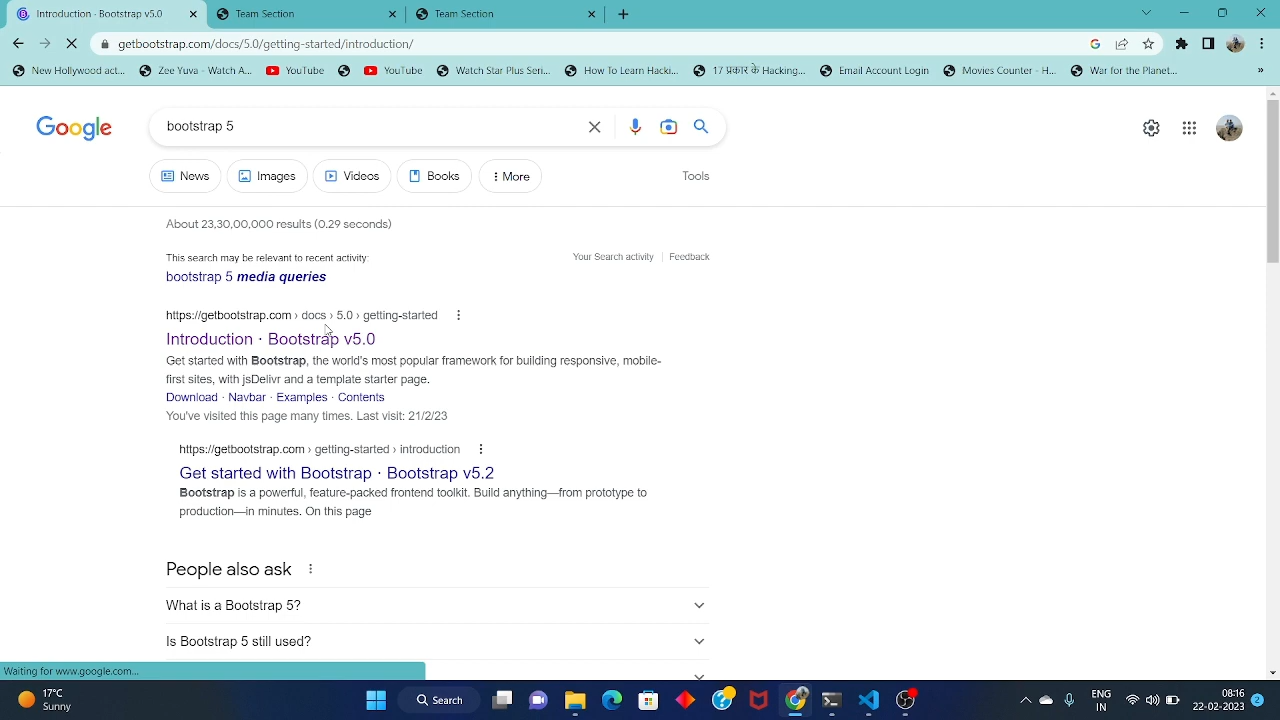 Introduction · Bootstrap v5.0
Team Section
Team Section
getbootstrap.com/docs/5.0/getting-started/introduction/
New Hollywood act...
Zee Yuva - Watch A...
YouTube
YouTube
Watch Star Plus Seri...
How To Learn Hacki...
17 प्रकार के Hacking...
Email Account Login
Movies Counter - H...
War for the Planet...
»
Google
bootstrap 5
News
Images
Videos
Books
More
Tools
About 23,30,00,000 results (0.29 seconds)
This search may be relevant to recent activity:
Your Search activity
Feedback
bootstrap 5 media queries
https://getbootstrap.com › docs › 5.0 › getting-started
Introduction · Bootstrap v5.0
Get started with Bootstrap, the world's most popular framework for building responsive, mobile-
first sites, with jsDelivr and a template starter page.
Download · Navbar · Examples · Contents
You've visited this page many times. Last visit: 21/2/23
https://getbootstrap.com › getting-started › introduction
Get started with Bootstrap · Bootstrap v5.2
Bootstrap is a powerful, feature-packed frontend toolkit. Build anything—from prototype to
production—in minutes. On this page
People also ask
What is a Bootstrap 5?
Is Bootstrap 5 still used?
Waiting for www.google.com...
17°C
Sunny
Search
ENG
IN
08:16
22-02-2023
2